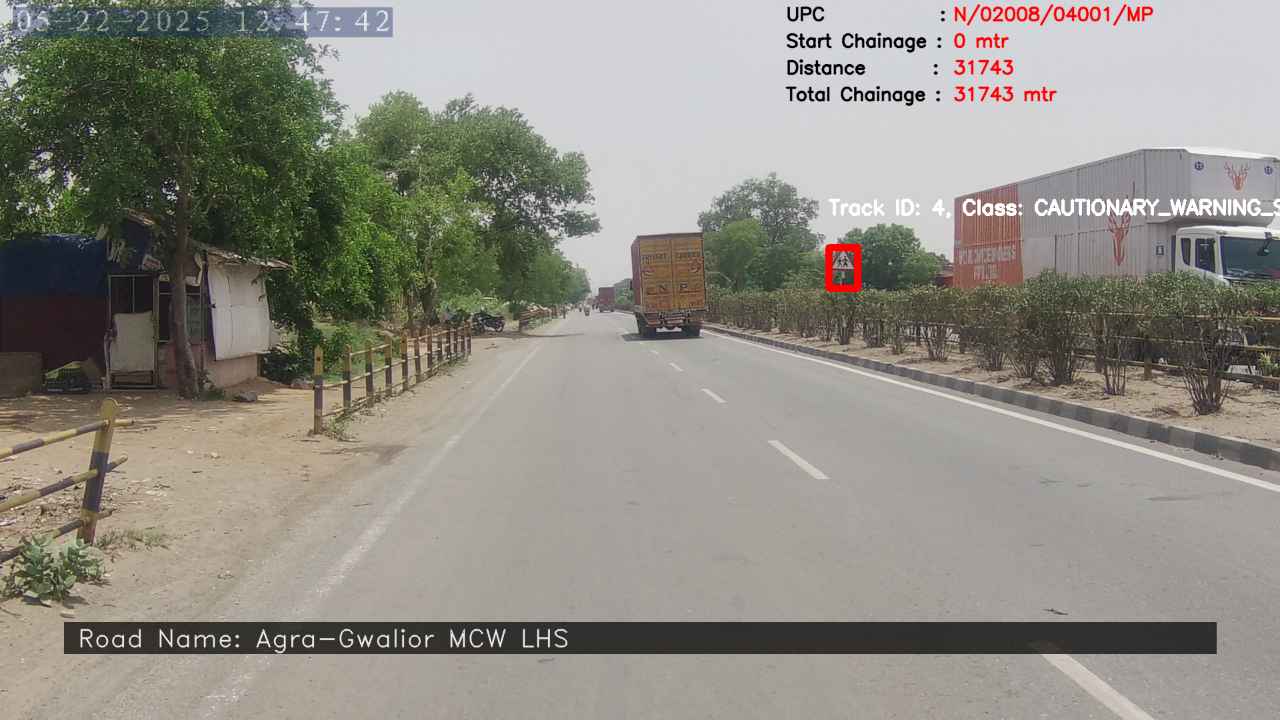 05-22-2025 12:47:42
UPC : N/02008/04001/MP
Start Chainage : 0 mtr
Distance : 31743
Total Chainage : 31743 mtr
Track ID: 4, Class: CAUTIONARY_WARNING_S
N P
Road Name: Agra-Gwalior MCW LHS